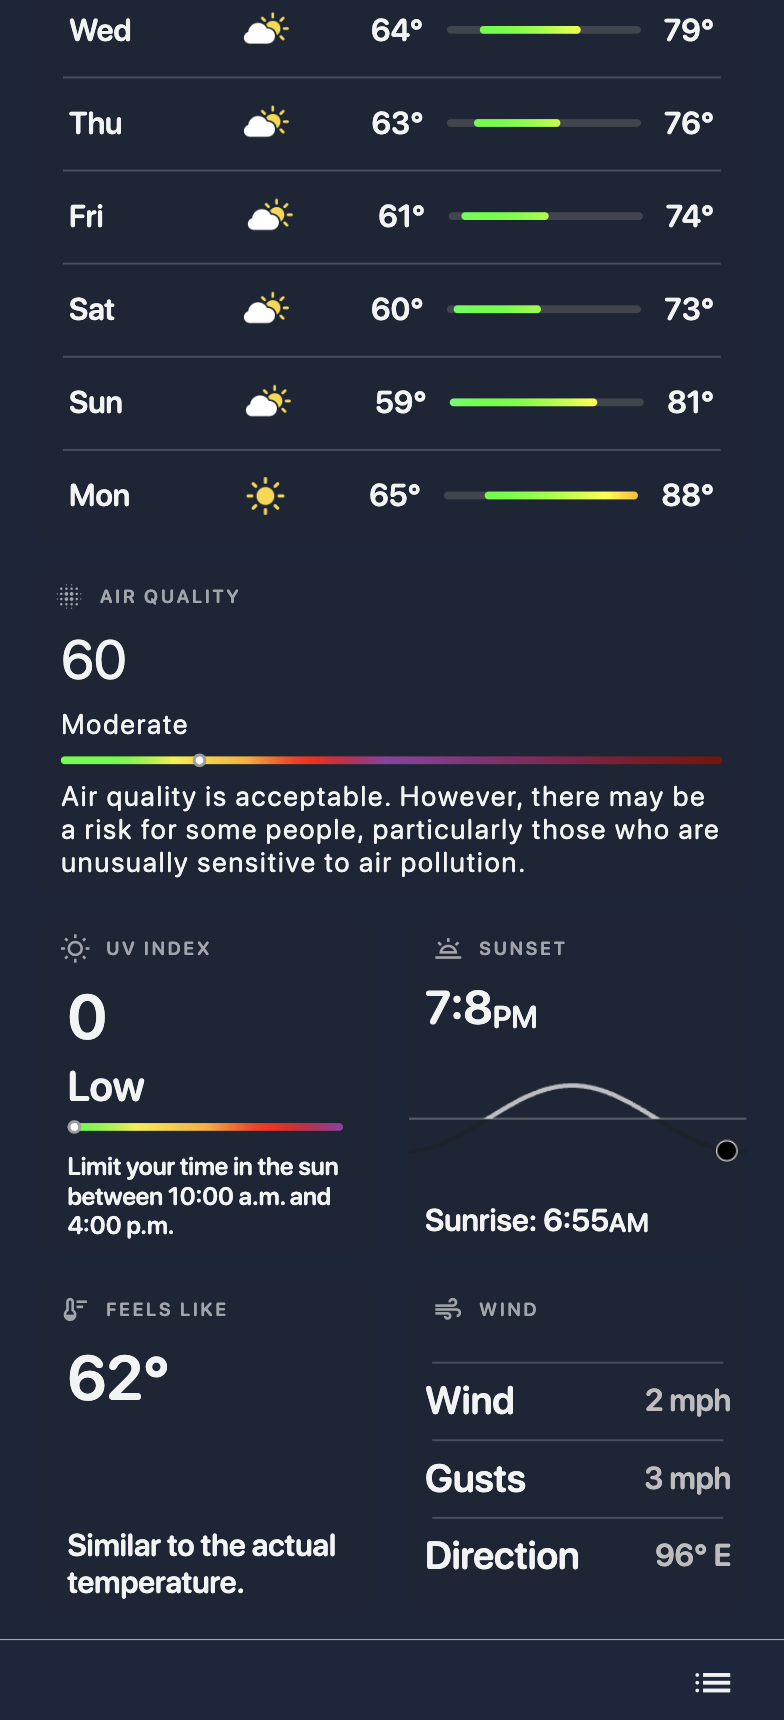 Wed 64° 79°
Thu 63° 76°
Fri 61° 74°
Sat 60° 73°
Sun 59° 81°
Mon 65° 88°
AIR QUALITY
60
Moderate
Air quality is acceptable. However, there may be
a risk for some people, particularly those who are
unusually sensitive to air pollution.
UV INDEX
0
Low
Limit your time in the sun
between 10:00 a.m. and
4:00 p.m.
SUNSET
7:8PM
Sunrise: 6:55AM
FEELS LIKE
62°
Similar to the actual
temperature.
WIND
Wind 2 mph
Gusts 3 mph
Direction 96° E